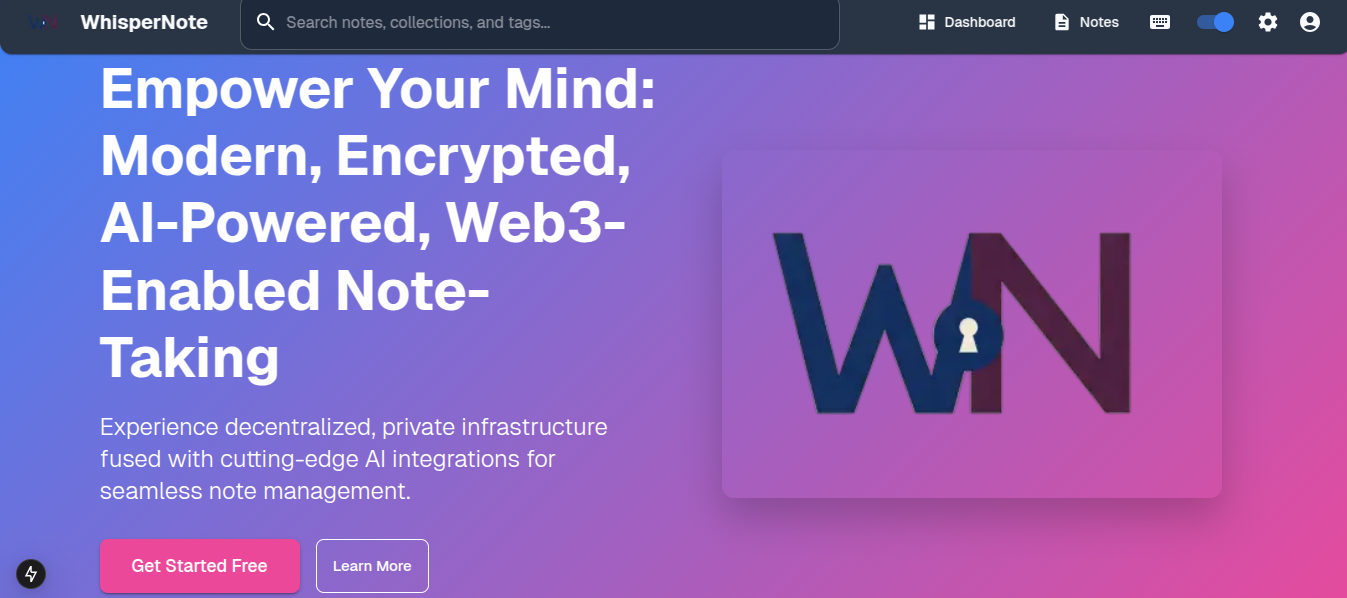 WhisperNote
Search notes, collections, and tags...
Dashboard
Notes
Empower Your Mind:
Modern, Encrypted,
AI-Powered, Web3-
Enabled Note-
Taking
Experience decentralized, private infrastructure
fused with cutting-edge AI integrations for
seamless note management.
Get Started Free
Learn More
WN